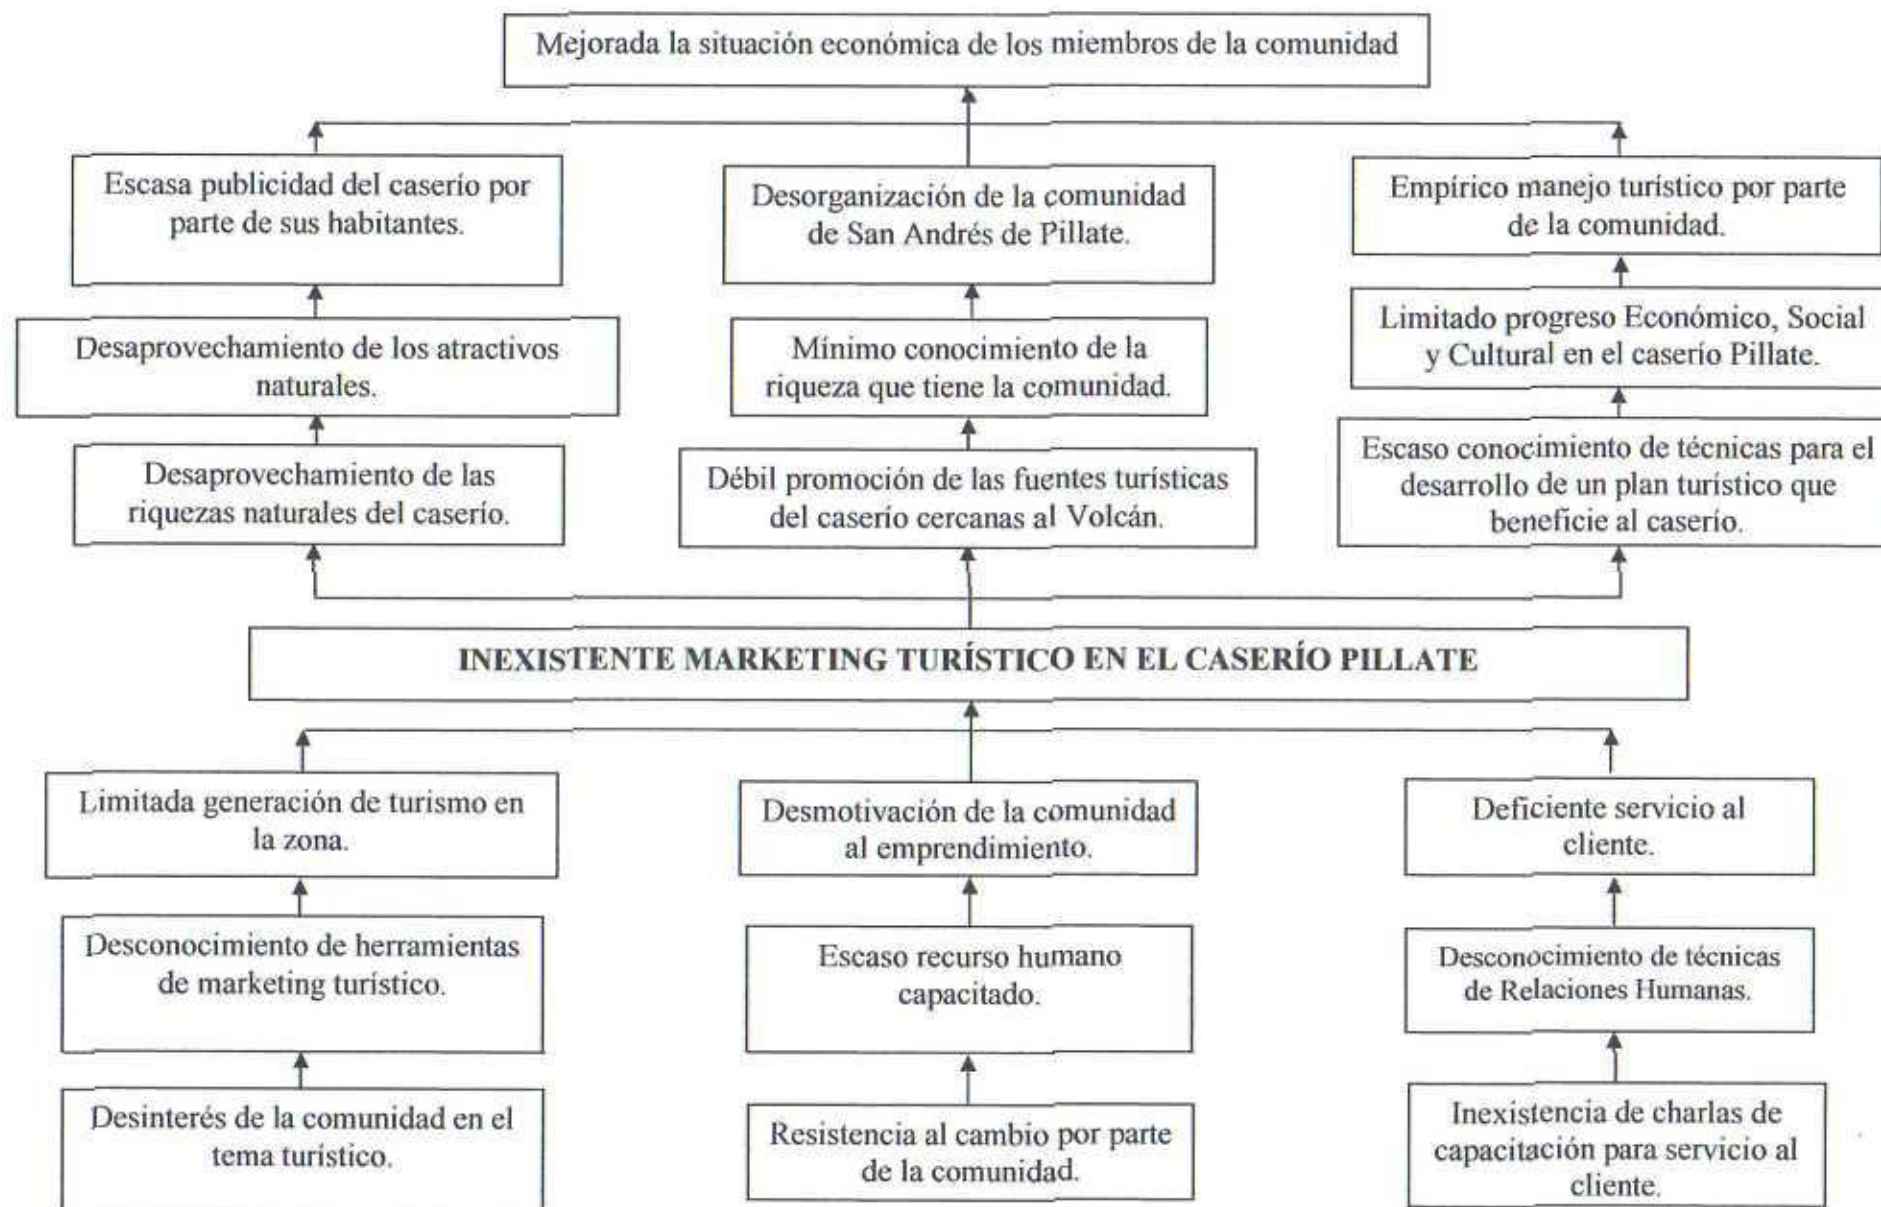 Mejorada la situación económica de los miembros de la comunidad
Escasa publicidad del caserío por
parte de sus habitantes.
Desorganización de la comunidad
de San Andrés de Pillate.
Empírico manejo turístico por parte
de la comunidad.
Desaprovechamiento de los atractivos
naturales.
Mínimo conocimiento de la
riqueza que tiene la comunidad.
Limitado progreso Económico, Social
y Cultural en el caserío Pillate.
Desaprovechamiento de las
riquezas naturales del caserío.
Débil promoción de las fuentes turísticas
del caserío cercanas al Volcán.
Escaso conocimiento de técnicas para el
desarrollo de un plan turístico que
beneficie al caserío.
INEXISTENTE MARKETING TURÍSTICO EN EL CASERÍO PILLATE
Limitada generación de turismo en
la zona.
Desmotivación de la comunidad
al emprendimiento.
Deficiente servicio al
cliente.
Desconocimiento de herramientas
de marketing turístico.
Escaso recurso humano
capacitado.
Desconocimiento de técnicas
de Relaciones Humanas.
Desinterés de la comunidad en el
tema turístico.
Resistencia al cambio por parte
de la comunidad.
Inexistencia de charlas de
capacitación para servicio al
cliente.